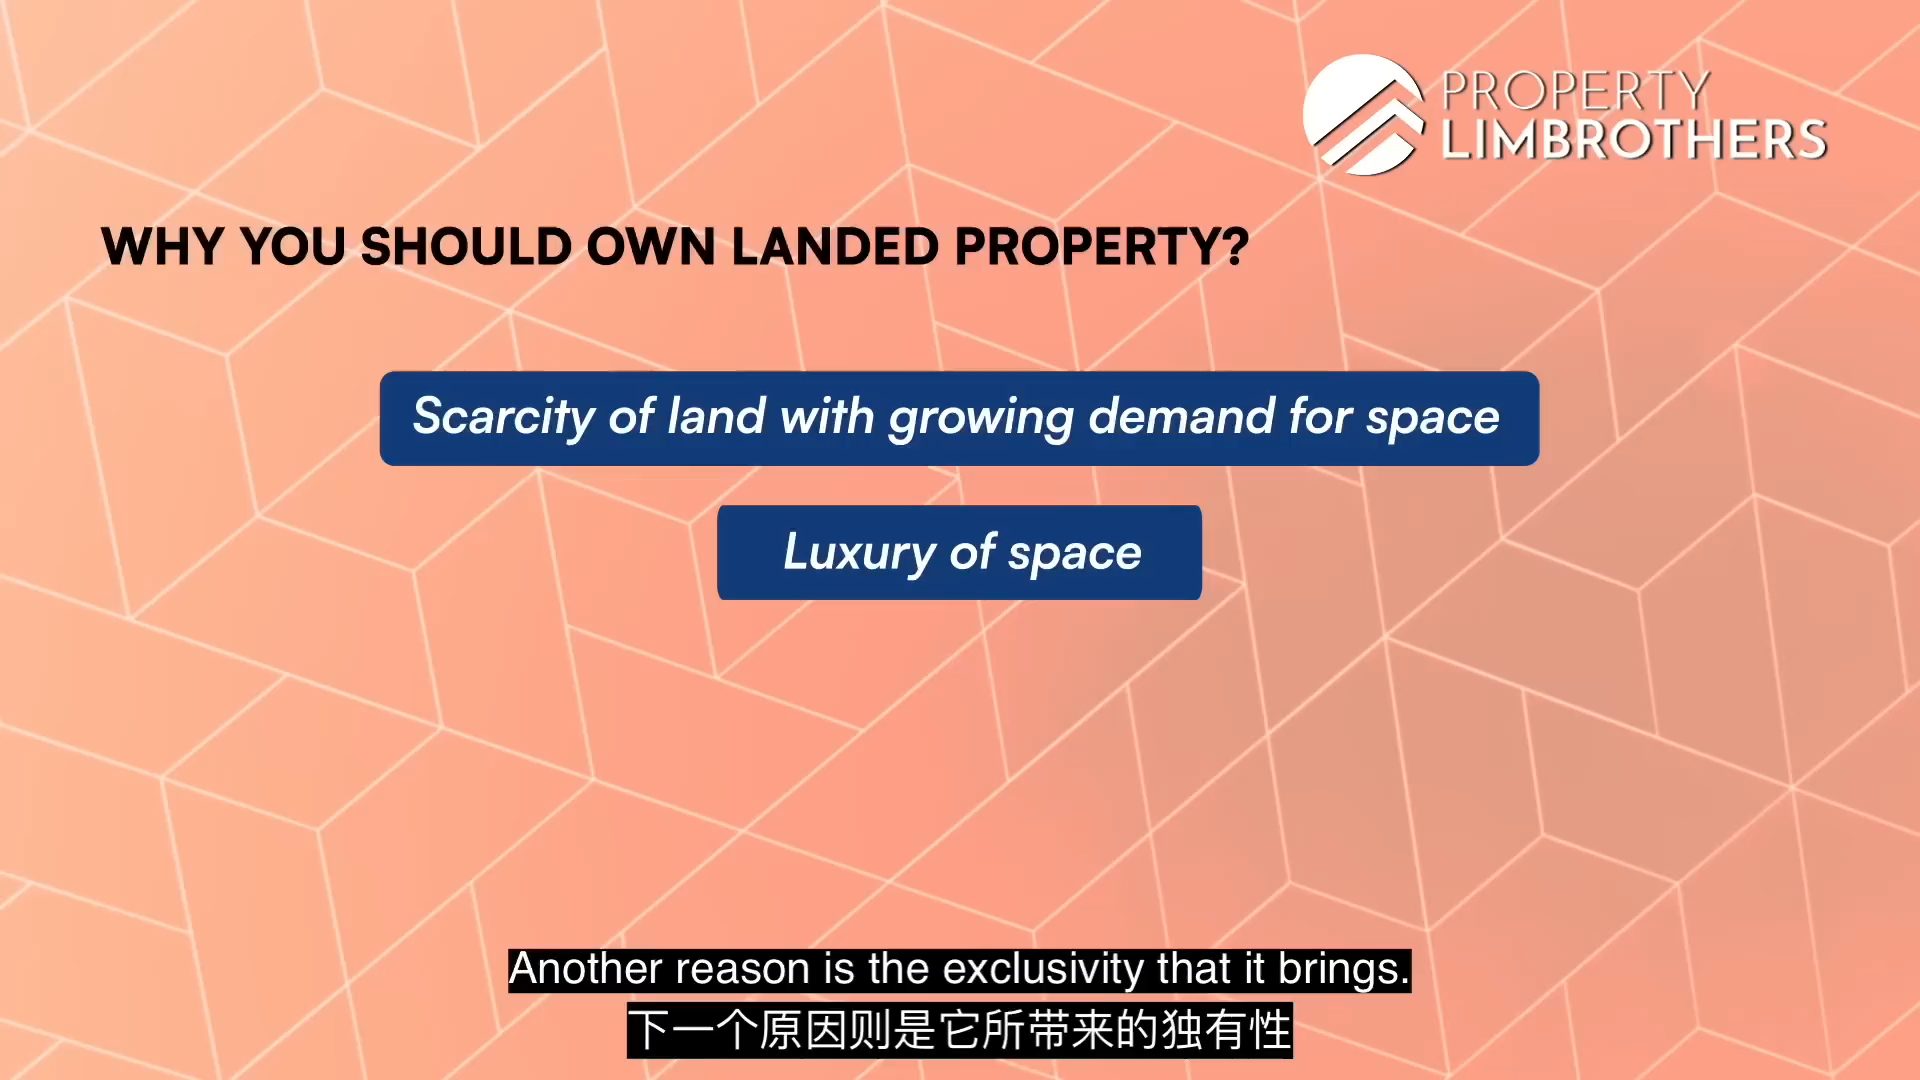 PROPERTY
LIMBROTHERS
WHY YOU SHOULD OWN LANDED PROPERTY?
Scarcity of land with growing demand for space
Luxury of space
Another reason is the exclusivity that it brings.
下一个原因则是它所带来的独有性